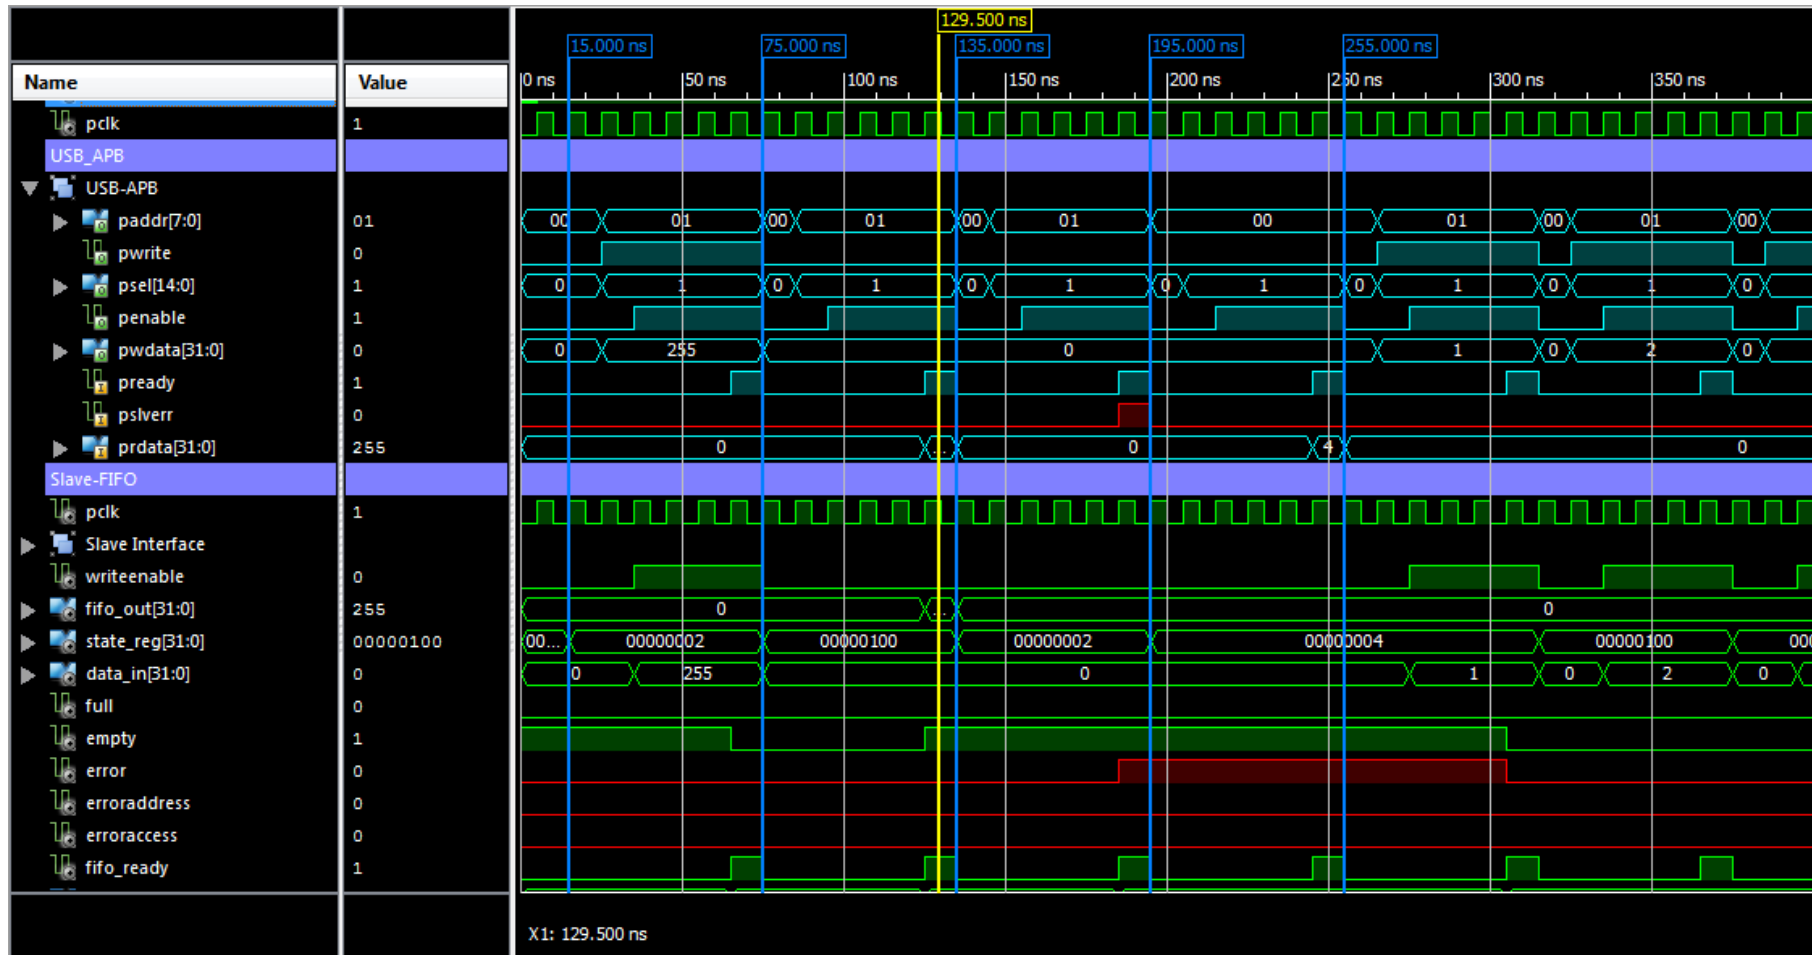 129.500 ns
15.000 ns 75.000 ns 135.000 ns 195.000 ns 255.000 ns
Name Value 0 ns 50 ns 100 ns 150 ns 200 ns 250 ns 300 ns 350 ns
pclk 1
USB_APB
USB-APB
paddr[7:0] 01 00 01 00 01 00 01 00 01 00 01 00
pwrite 0
psel[14:0] 1 0 1 0 1 0 1 0 1 0 1 0 1 0
penable 1
pwdata[31:0] 0 0 255 0 1 0 2 0
pready 1
pslverr 0
prdata[31:0] 255 0 ... 0 4 0
Slave-FIFO
pclk 1
Slave Interface
writeenable 0
fifo_out[31:0] 255 0 ... 0
state_reg[31:0] 00000100 00... 00000002 00000100 00000002 00000004 00000100 000
data_in[31:0] 0 0 255 0 1 0 2 0
full 0
empty 1
error 0
erroraddress 0
erroraccess 0
fifo_ready 1
X1: 129.500 ns